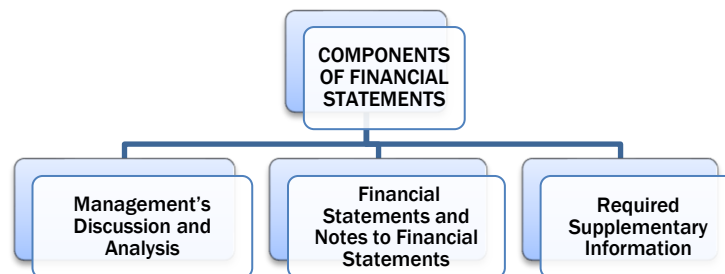 COMPONENTS
OF FINANCIAL
STATEMENTS
Management's
Discussion and
Analysis
Financial
Statements and
Notes to Financial
Statements
Required
Supplementary
Information